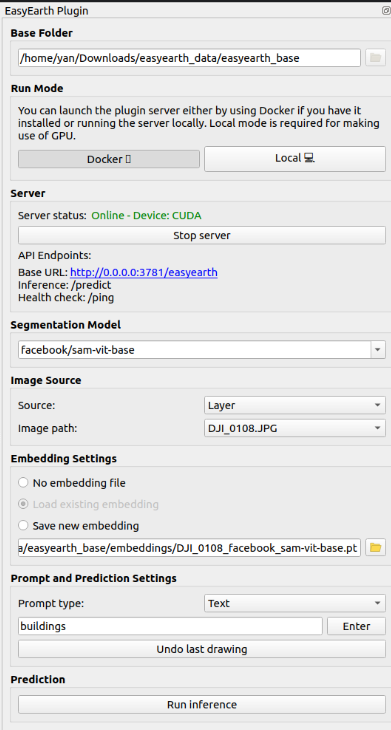 EasyEarth Plugin
Base Folder
/home/yan/Downloads/easyearth_data/easyearth_base
Run Mode
You can launch the plugin server either by using Docker if you have it
installed or running the server locally. Local mode is required for making
use of GPU.
Docker
Local
Server
Server status: Online - Device: CUDA
Stop server
API Endpoints:
Base URL: http://0.0.0.0:3781/easyearth
Inference: /predict
Health check: /ping
Segmentation Model
facebook/sam-vit-base
Image Source
Source: Layer
Image path: DJI_0108.JPG
Embedding Settings
No embedding file
Load existing embedding
Save new embedding
a/easyearth_base/embeddings/DJI_0108_facebook_sam-vit-base.pt
Prompt and Prediction Settings
Prompt type: Text
buildings Enter
Undo last drawing
Prediction
Run inference